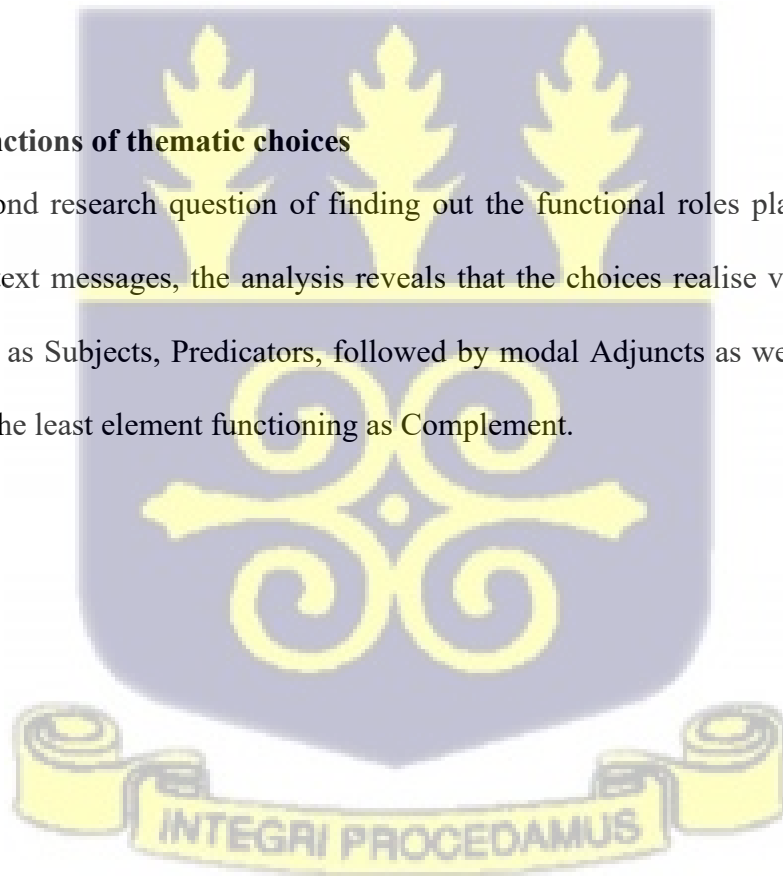 nctions of thematic choices
ond research question of finding out the functional roles pla
text messages, the analysis reveals that the choices realise v
as Subjects, Predicators, followed by modal Adjuncts as we
he least element functioning as Complement.
INTEGRI PROCEDAMUS